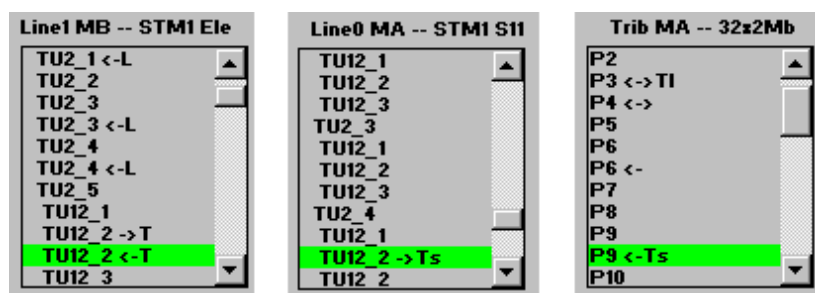 Line1 MB -- STM1 Ele
TU2_1 <-L
TU2_2
TU2_3
TU2_3 <-L
TU2_4
TU2_4 <-L
TU2_5
TU12_1
TU12_2 ->T
TU12_2 <-T
TU12_3
Line0 MA -- STM1 S11
TU12_1
TU12_2
TU12_3
TU2_3
TU12_1
TU12_2
TU12_3
TU2_4
TU12_1
TU12_2 ->Ts
TU12_2
Trib MA -- 32x2Mb
P2
P3 <->Tl
P4 <->
P5
P6
P6 <-
P7
P8
P9
P9 <-Ts
P10